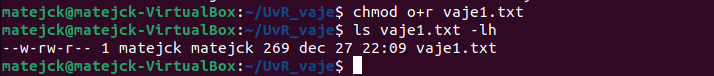 matejck@matejck-VirtualBox:~/UvR_vaje$ chmod o+r vaje1.txt
matejck@matejck-VirtualBox:~/UvR_vaje$ ls vaje1.txt -lh
--w-rw-r-- 1 matejck matejck 269 dec 27 22:09 vaje1.txt
matejck@matejck-VirtualBox:~/UvR_vaje$